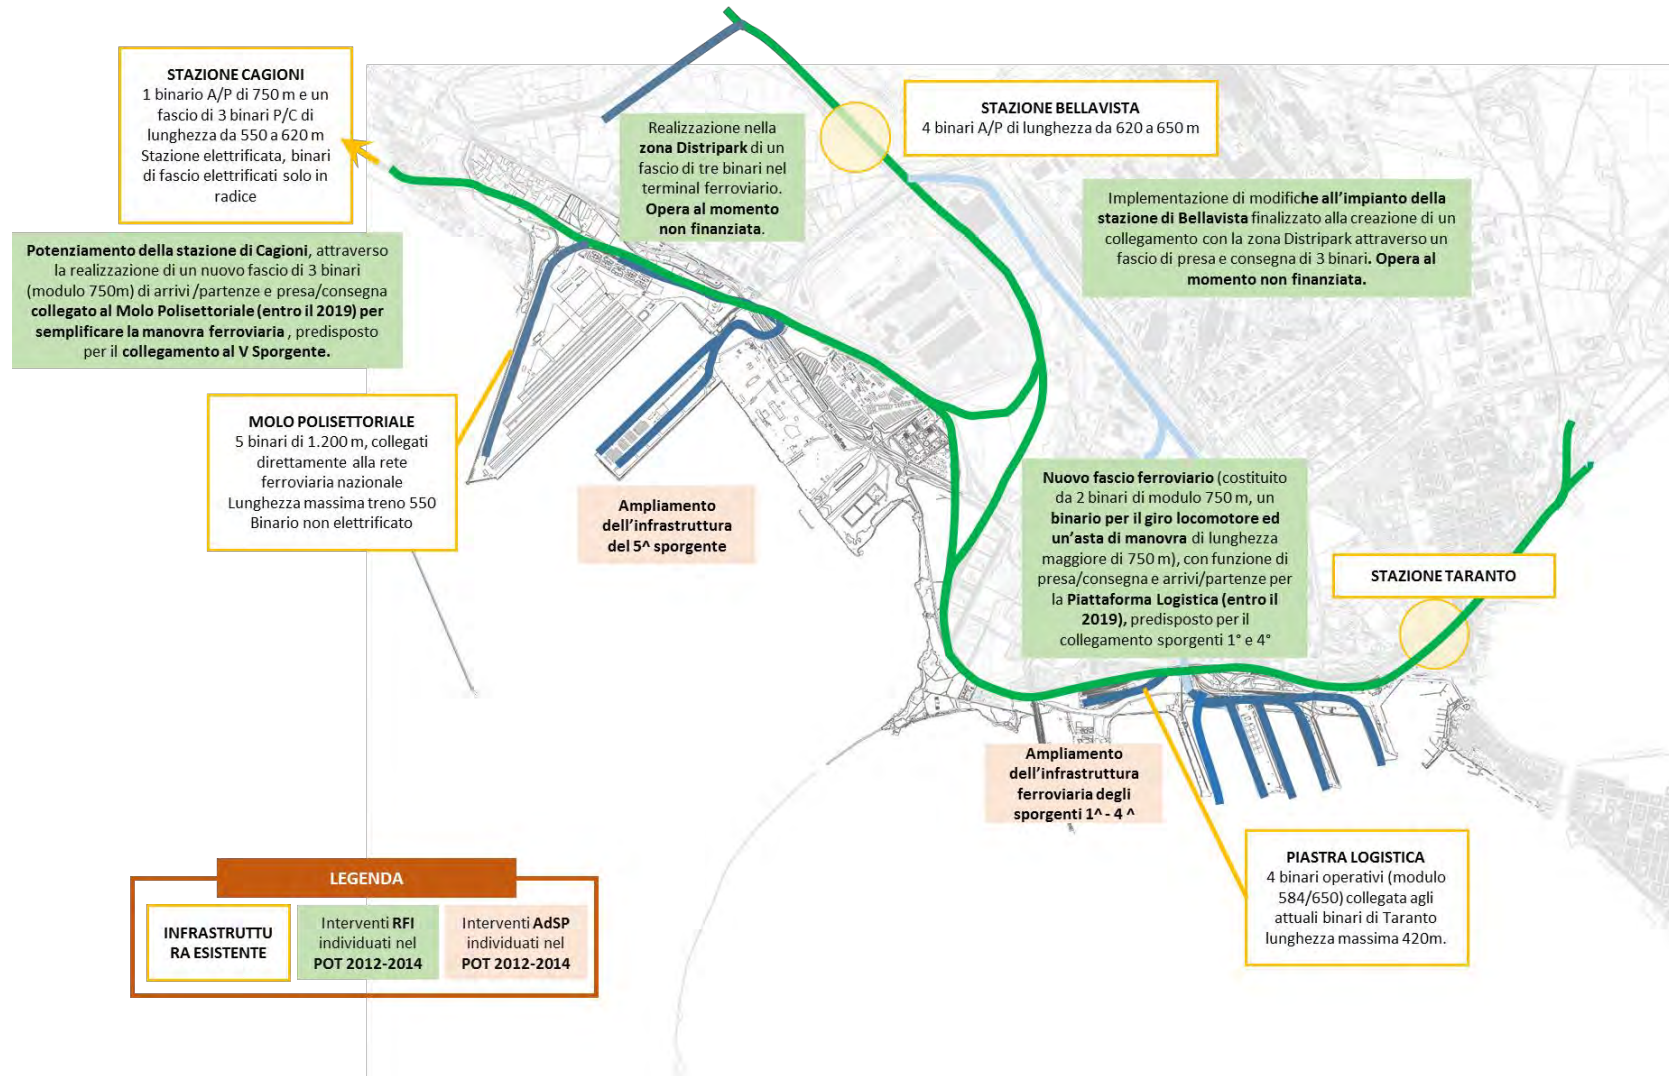 STAZIONE CAGIONI
1 binario A/P di 750 m e un
fascio di 3 binari P/C di
lunghezza da 550 a 620 m
Stazione elettrificata, binari
di fascio elettrificati solo in
radice
STAZIONE BELLAVISTA
4 binari A/P di lunghezza da 620 a 650 m
Realizzazione nella
zona Distripark di un
fascio di tre binari nel
terminal ferroviario.
Opera al momento
non finanziata.
Implementazione di modifiche all'impianto della
stazione di Bellavista finalizzato alla creazione di un
collegamento con la zona Distripark attraverso un
fascio di presa e consegna di 3 binari. Opera al
momento non finanziata.
Potenziamento della stazione di Cagioni, attraverso
la realizzazione di un nuovo fascio di 3 binari
(modulo 750m) di arrivi/partenze e presa/consegna
collegato al Molo Polisettoriale (entro il 2019) per
semplificare la manovra ferroviaria , predisposto
per il collegamento al V Sporgente.
MOLO POLISETTORIALE
5 binari di 1.200 m, collegati
direttamente alla rete
ferroviaria nazionale
Lunghezza massima treno 550
Binario non elettrificato
Ampliamento
dell'infrastruttura
del 5^ sporgente
Nuovo fascio ferroviario (costituito
da 2 binari di modulo 750 m, un
binario per il giro locomotore ed
un'asta di manovra di lunghezza
maggiore di 750 m), con funzione di
presa/consegna e arrivi/partenze per
la Piattaforma Logistica (entro il
2019), predisposto per il
collegamento sporgenti 1° e 4°
STAZIONE TARANTO
Ampliamento
dell'infrastruttura
ferroviaria degli
sporgenti 1^ - 4 ^
PIASTRA LOGISTICA
4 binari operativi (modulo
584/650) collegata agli
attuali binari di Taranto
lunghezza massima 420m.
LEGENDA
INFRASTRUTTU
RA ESISTENTE
Interventi RFI
individuati nel
POT 2012-2014
Interventi AdSP
individuati nel
POT 2012-2014